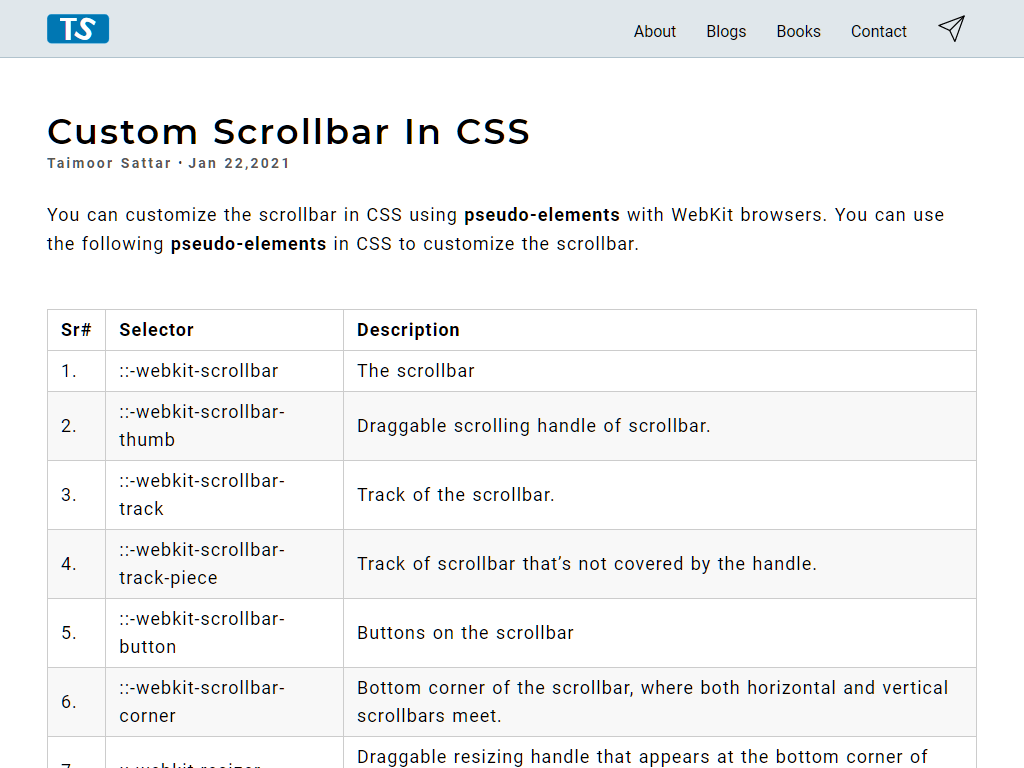 TS
About Blogs Books Contact
Custom Scrollbar In CSS
Taimoor Sattar · Jan 22,2021
You can customize the scrollbar in CSS using pseudo-elements with WebKit browsers. You can use
the following pseudo-elements in CSS to customize the scrollbar.
Sr# Selector Description
1. ::-webkit-scrollbar The scrollbar
2. ::-webkit-scrollbar-
thumb Draggable scrolling handle of scrollbar.
3. ::-webkit-scrollbar-
track Track of the scrollbar.
4. ::-webkit-scrollbar-
track-piece Track of scrollbar that’s not covered by the handle.
5. ::-webkit-scrollbar-
button Buttons on the scrollbar
6. ::-webkit-scrollbar-
corner Bottom corner of the scrollbar, where both horizontal and vertical
scrollbars meet.
Draggable resizing handle that appears at the bottom corner of